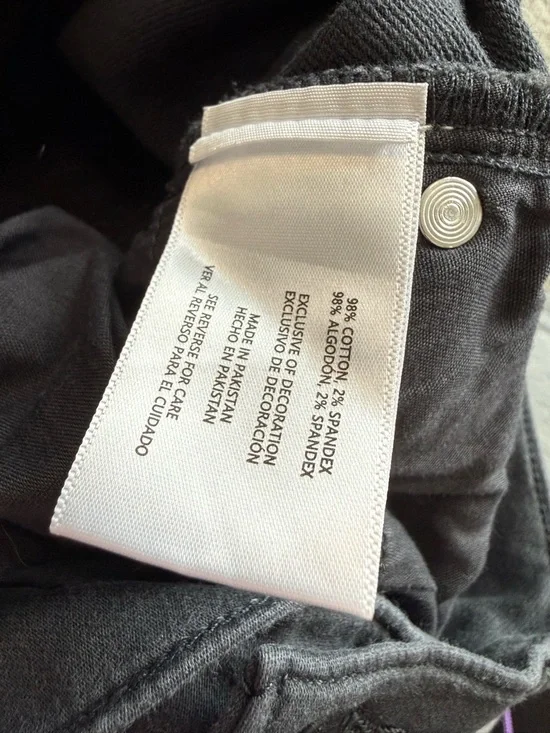 98% COTTON, 2% SPANDEX
98% ALGODÓN, 2% SPANDEX
EXCLUSIVE OF DECORATION
EXCLUSIVO DE DECORACIÓN
MADE IN PAKISTAN
HECHO EN PAKISTAN
SEE REVERSE FOR CARE
VER AL REVERSO PARA EL CUIDADO